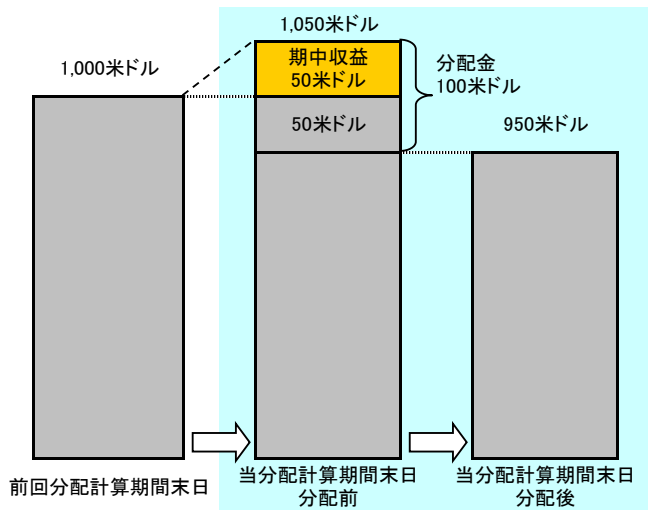 1,050米ドル
1,000米ドル
期中収益
50米ドル
分配金
100米ドル
50米ドル
950米ドル
前回分配計算期間末日
当分配計算期間末日
分配前
当分配計算期間末日
分配後